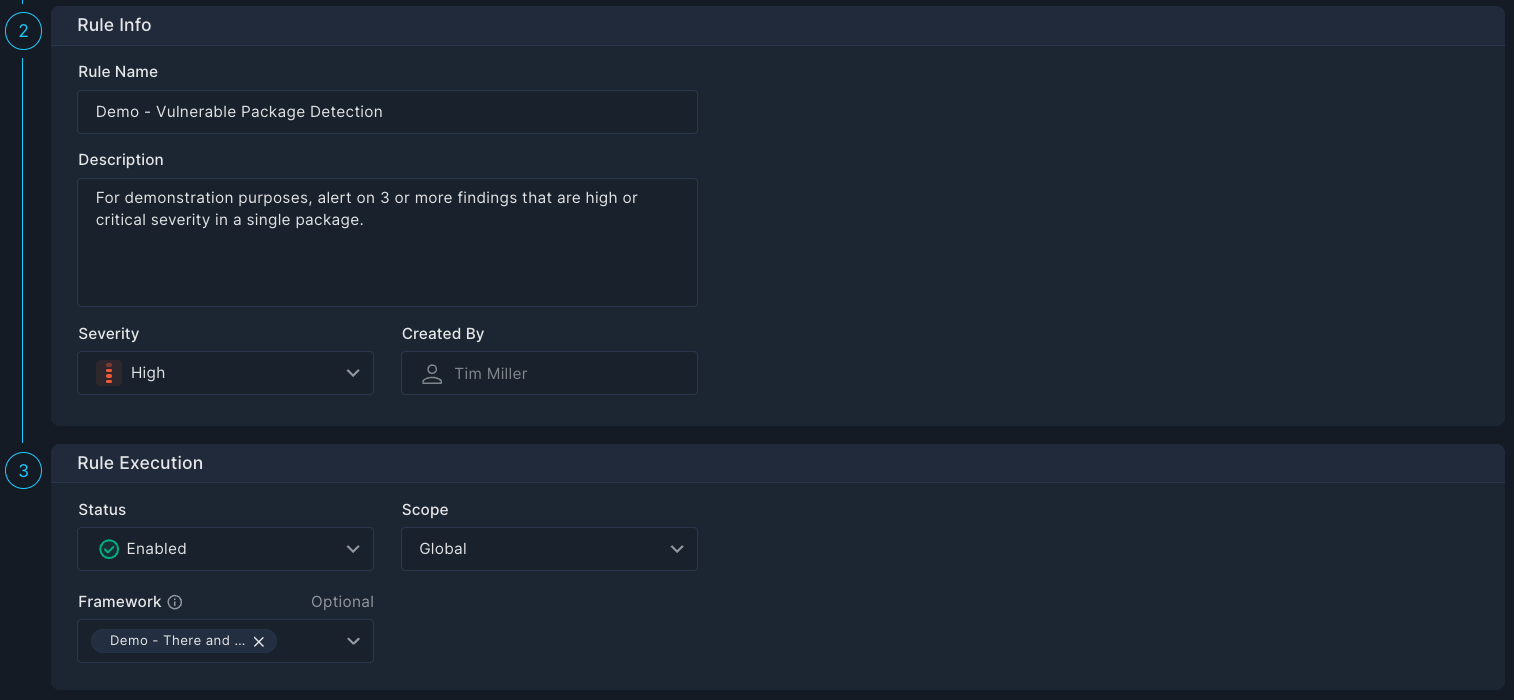 2
Rule Info
Rule Name
Demo - Vulnerable Package Detection
Description
For demonstration purposes, alert on 3 or more findings that are high or
critical severity in a single package.
Severity
Created By
High
Tim Miller
3
Rule Execution
Status
Scope
Enabled
Global
Framework
Optional
Demo - There and ...